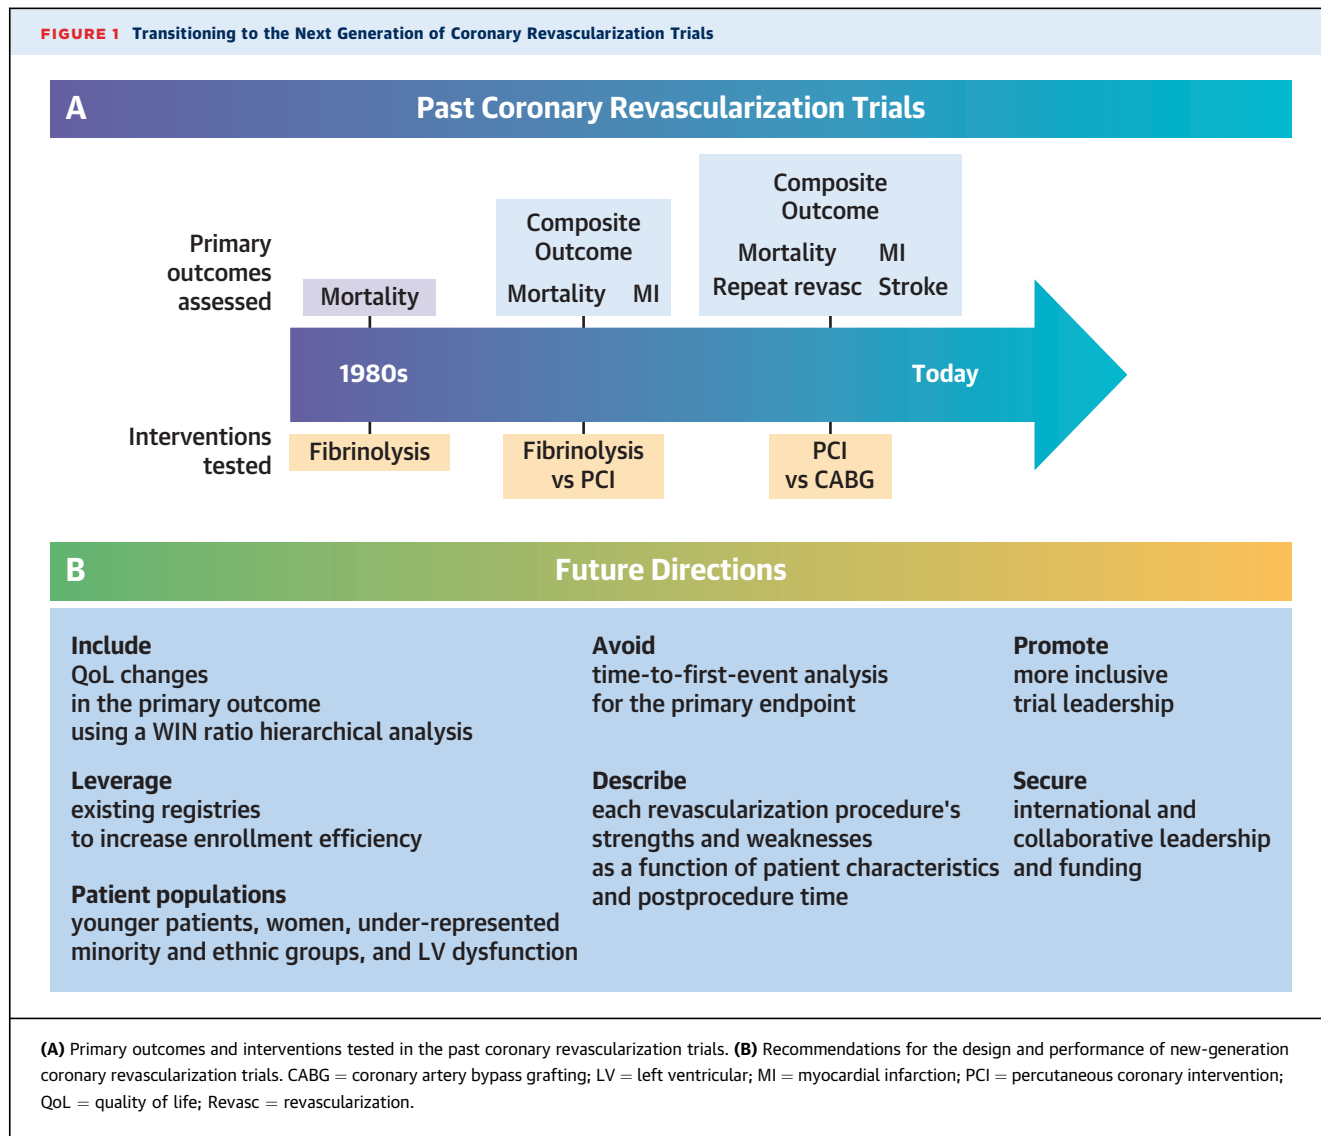 FIGURE 1 Transitioning to the Next Generation of Coronary Revascularization Trials
A
Past Coronary Revascularization Trials
Primary
outcomes
assessed
Mortality
Composite
Outcome
Mortality MI
Composite
Outcome
Mortality MI
Repeat revasc Stroke
1980s
Today
Interventions
tested
Fibrinolysis
Fibrinolysis
vs PCI
PCI
vs CABG
B
Future Directions
Include
QoL changes
in the primary outcome
using a WIN ratio hierarchical analysis
Leverage
existing registries
to increase enrollment efficiency
Patient populations
younger patients, women, under-represented
minority and ethnic groups, and LV dysfunction
Avoid
time-to-first-event analysis
for the primary endpoint
Describe
each revascularization procedure's
strengths and weaknesses
as a function of patient characteristics
and postprocedure time
Promote
more inclusive
trial leadership
Secure
international and
collaborative leadership
and funding
(A) Primary outcomes and interventions tested in the past coronary revascularization trials. (B) Recommendations for the design and performance of new-generation
coronary revascularization trials. CABG = coronary artery bypass grafting; LV = left ventricular; MI = myocardial infarction; PCI = percutaneous coronary intervention;
QoL = quality of life; Revasc = revascularization.